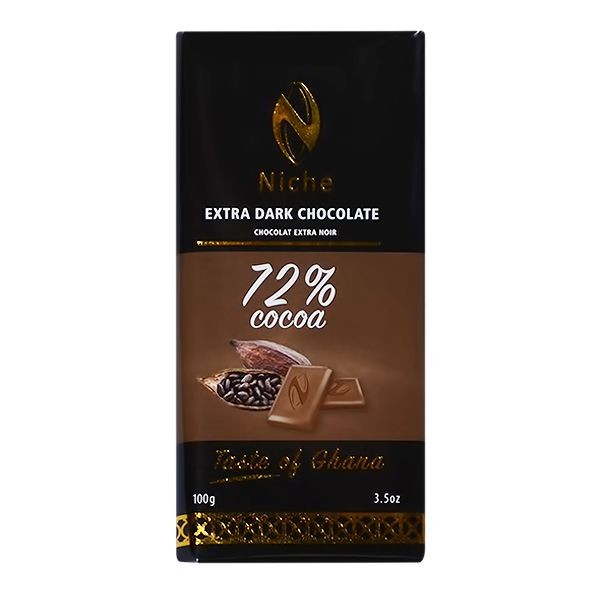 Niche
EXTRA DARK CHOCOLATE
CHOCOLAT EXTRA NOIR
72%
cocoa
Taste of Ghana
100g 3.5oz